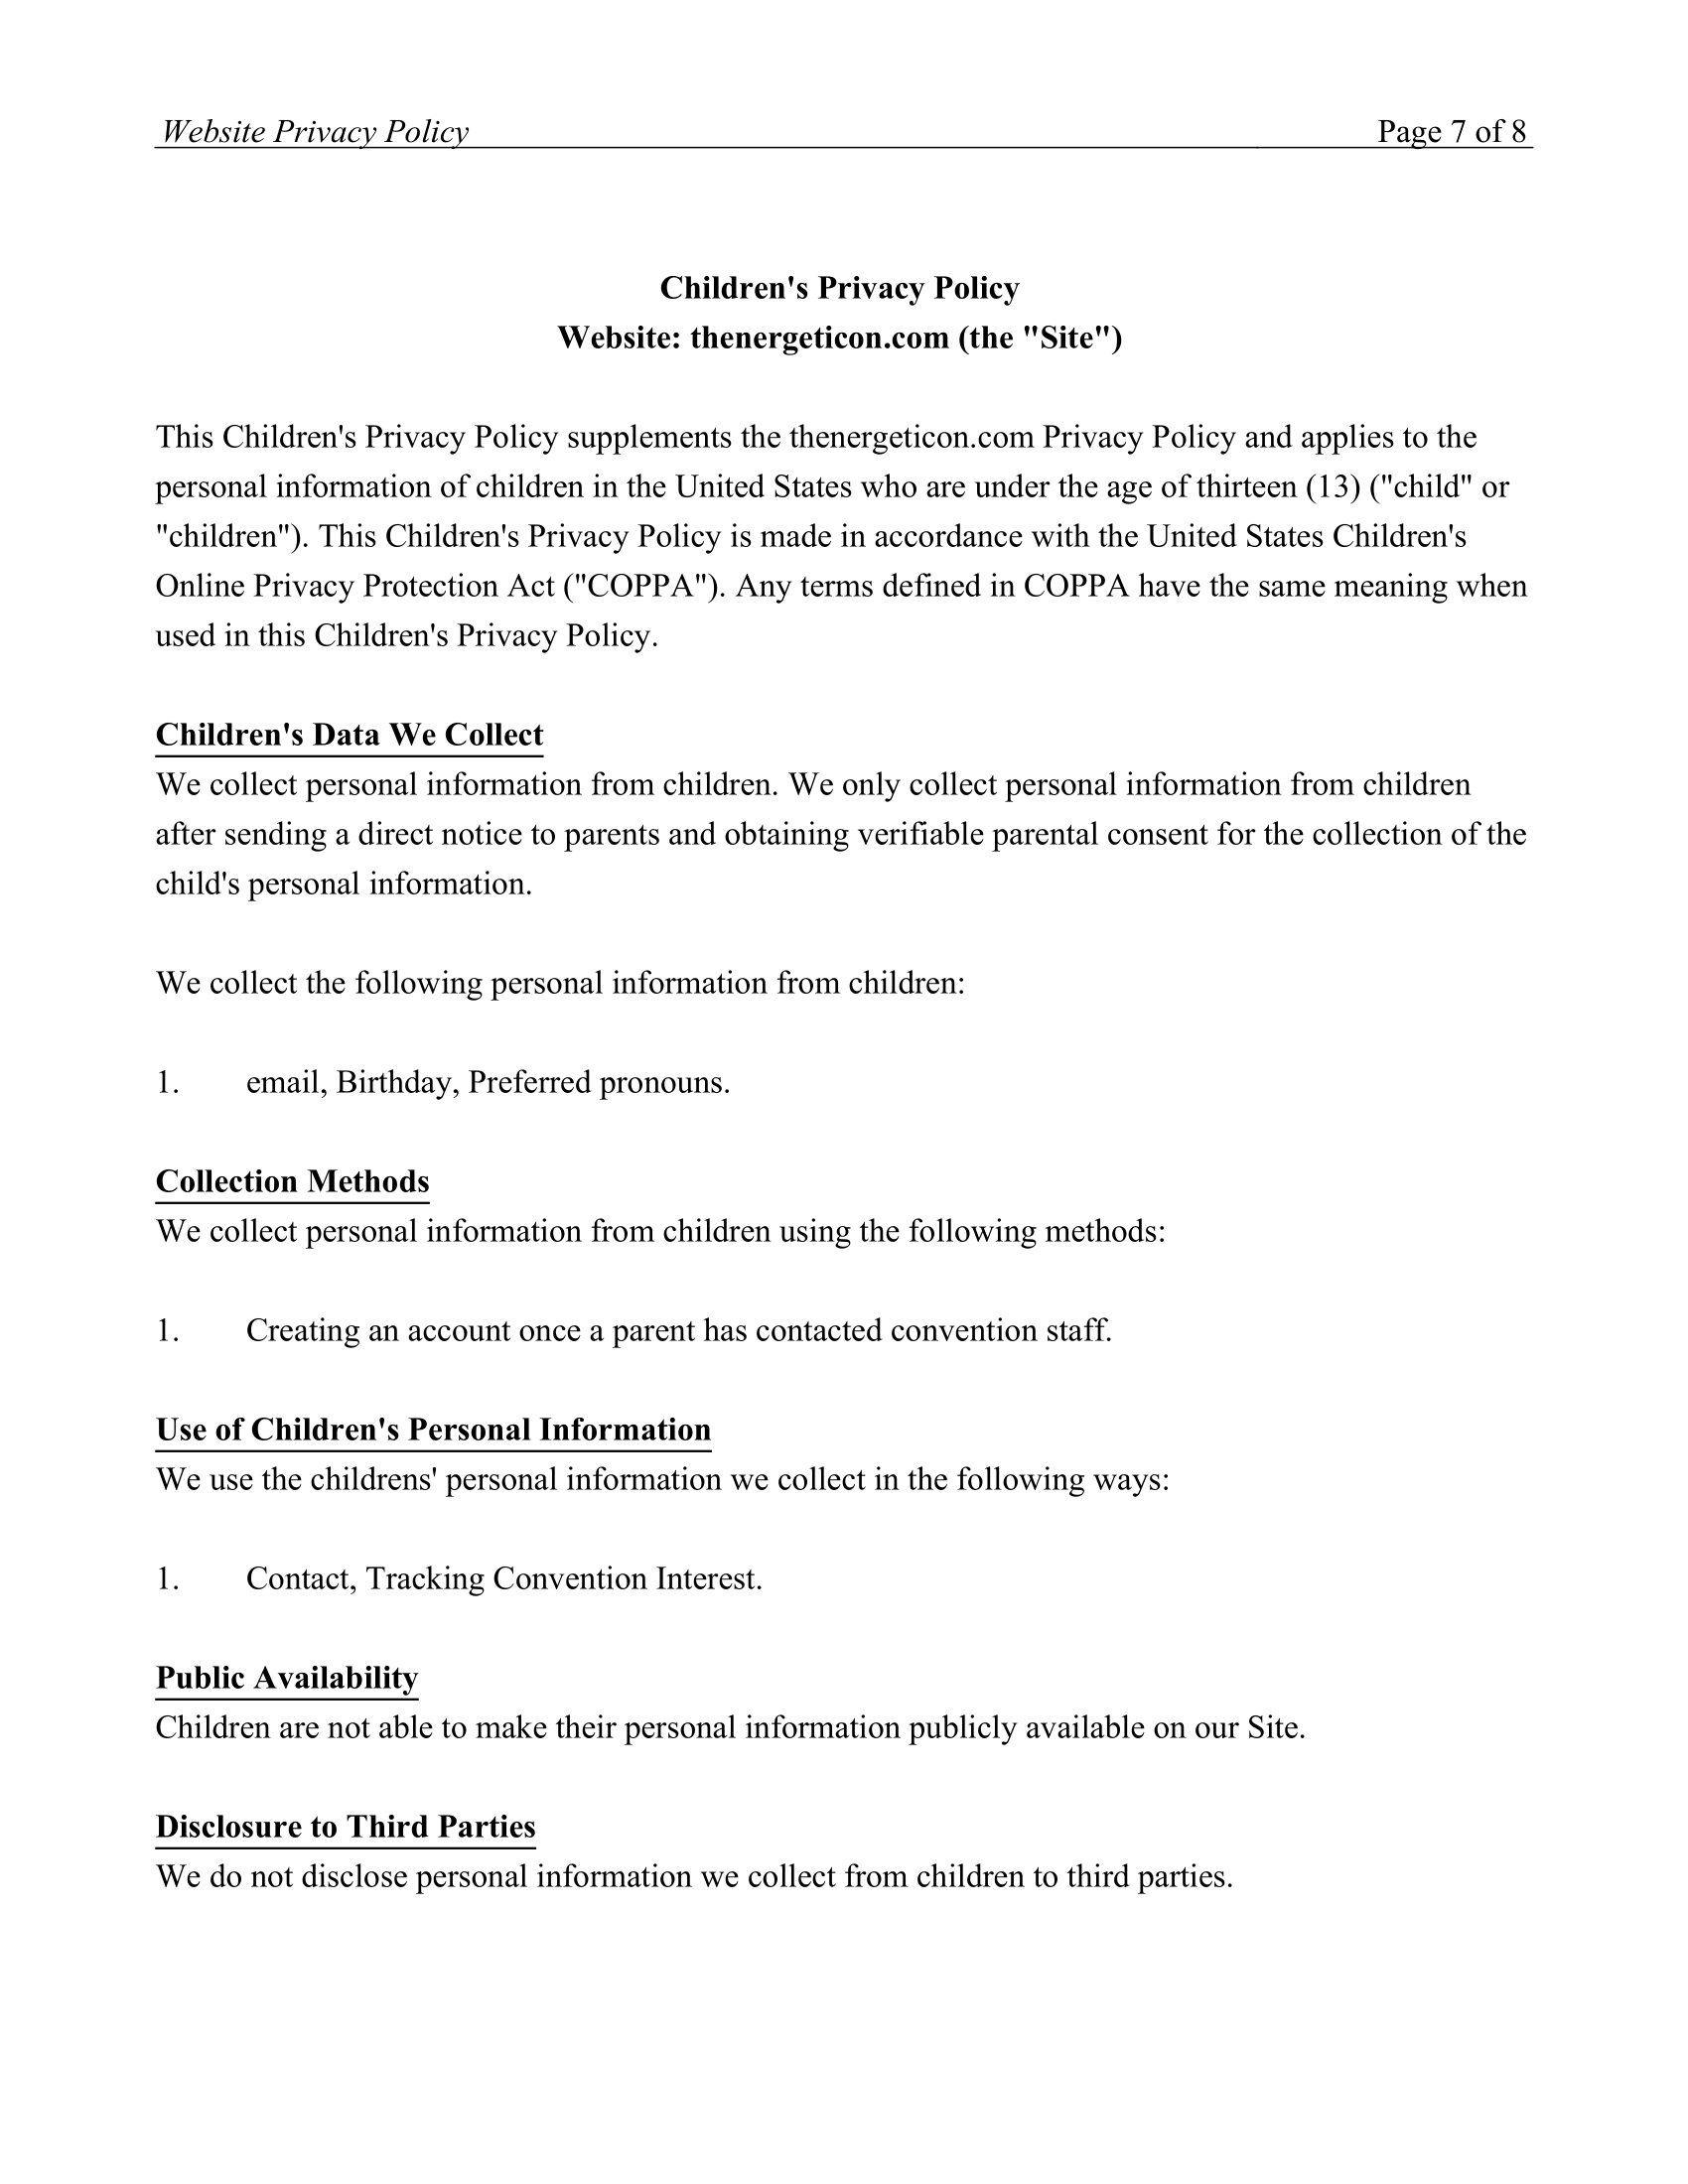 Website Privacy Policy Page 7 of 8
Children's Privacy Policy
Website: thenergeticon.com (the "Site")
This Children's Privacy Policy supplements the thenergeticon.com Privacy Policy and applies to the
personal information of children in the United States who are under the age of thirteen (13) ("child" or
"children"). This Children's Privacy Policy is made in accordance with the United States Children's
Online Privacy Protection Act ("COPPA"). Any terms defined in COPPA have the same meaning when
used in this Children's Privacy Policy.
Children's Data We Collect
We collect personal information from children. We only collect personal information from children
after sending a direct notice to parents and obtaining verifiable parental consent for the collection of the
child's personal information.
We collect the following personal information from children:
1. email, Birthday, Preferred pronouns.
Collection Methods
We collect personal information from children using the following methods:
1. Creating an account once a parent has contacted convention staff.
Use of Children's Personal Information
We use the childrens' personal information we collect in the following ways:
1. Contact, Tracking Convention Interest.
Public Availability
Children are not able to make their personal information publicly available on our Site.
Disclosure to Third Parties
We do not disclose personal information we collect from children to third parties.